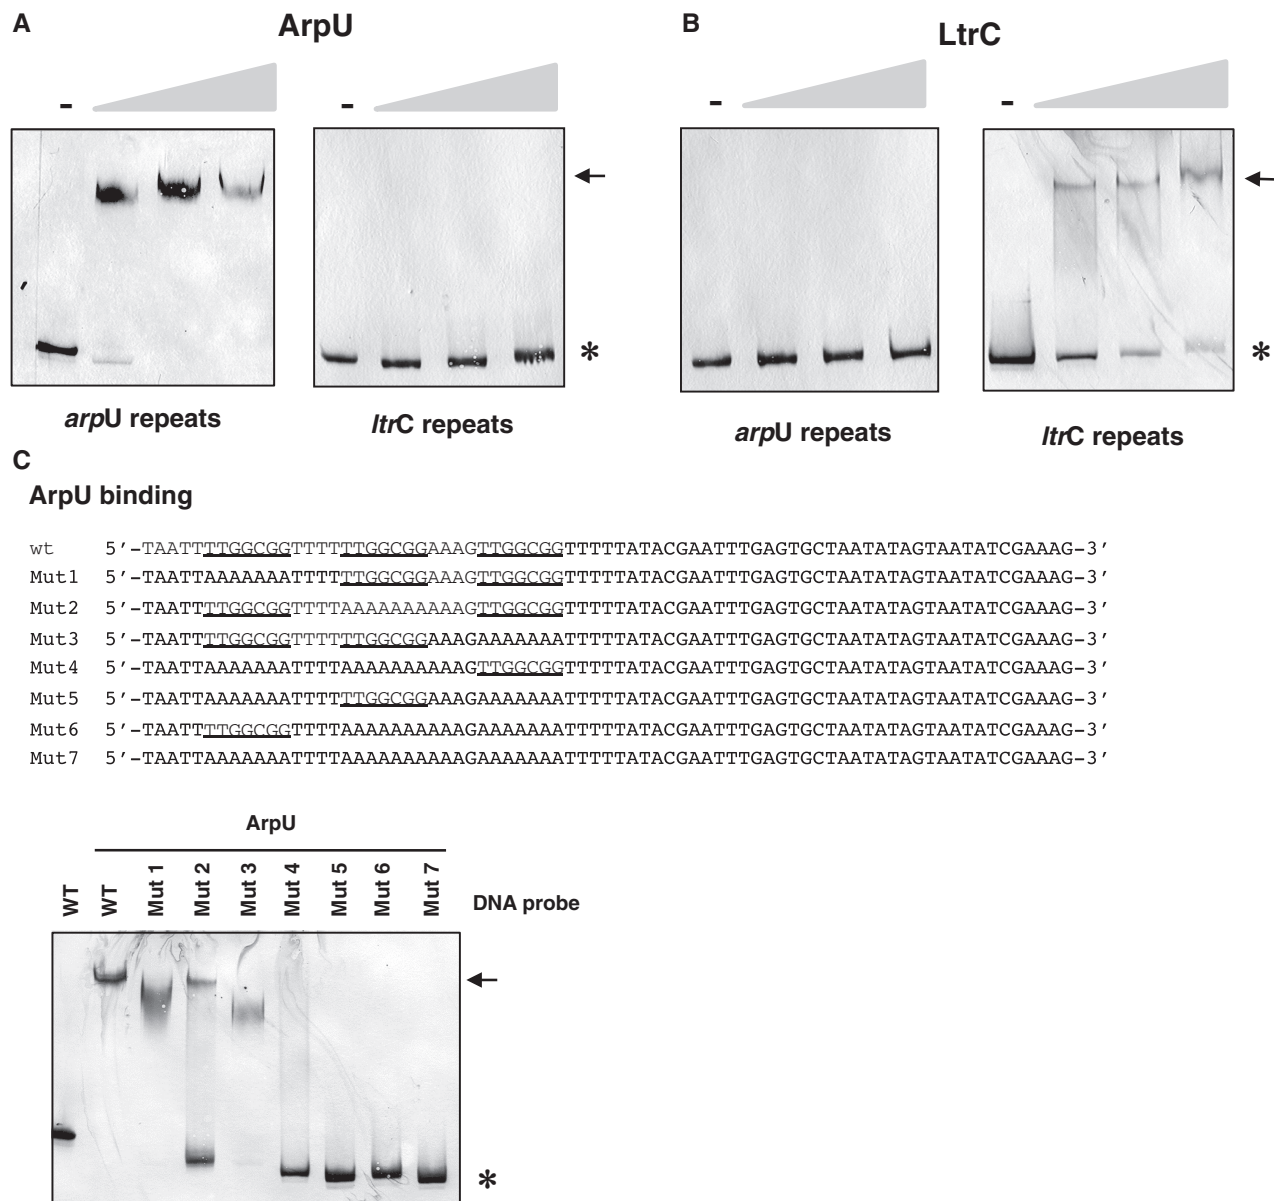 A
ArpU
B
LtrC
-
-
-
-
arpU repeats
ltrC repeats
arpU repeats
ltrC repeats
*
*
C
ArpU binding
wt 5′-TAATTTTGGCGGTTTTTTGGCGGAAAGTTGGCGGTTTTTATACGAATTTGAGTGCTAATATAGTAATATCGAAAG-3′
Mut1 5′-TAATTAAAAAAATTTTTTGGCGGAAAGTTGGCGGTTTTTATACGAATTTGAGTGCTAATATAGTAATATCGAAAG-3′
Mut2 5′-TAATTTTGGCGGTTTTAAAAAAAAAAGTTGGCGGTTTTTATACGAATTTGAGTGCTAATATAGTAATATCGAAAG-3′
Mut3 5′-TAATTTTGGCGGTTTTTTGGCGGAAAGAAAAAAATTTTTATACGAATTTGAGTGCTAATATAGTAATATCGAAAG-3′
Mut4 5′-TAATTAAAAAAATTTTAAAAAAAAAAGTTGGCGGTTTTTATACGAATTTGAGTGCTAATATAGTAATATCGAAAG-3′
Mut5 5′-TAATTAAAAAAATTTTTTGGCGGAAAGAAAAAAATTTTTATACGAATTTGAGTGCTAATATAGTAATATCGAAAG-3′
Mut6 5′-TAATTTTGGCGGTTTTAAAAAAAAAAGAAAAAAATTTTTATACGAATTTGAGTGCTAATATAGTAATATCGAAAG-3′
Mut7 5′-TAATTAAAAAAATTTTAAAAAAAAAAGAAAAAAATTTTTATACGAATTTGAGTGCTAATATAGTAATATCGAAAG-3′
ArpU
WT
WT
Mut 1
Mut 2
Mut 3
Mut 4
Mut 5
Mut 6
Mut 7
DNA probe
*